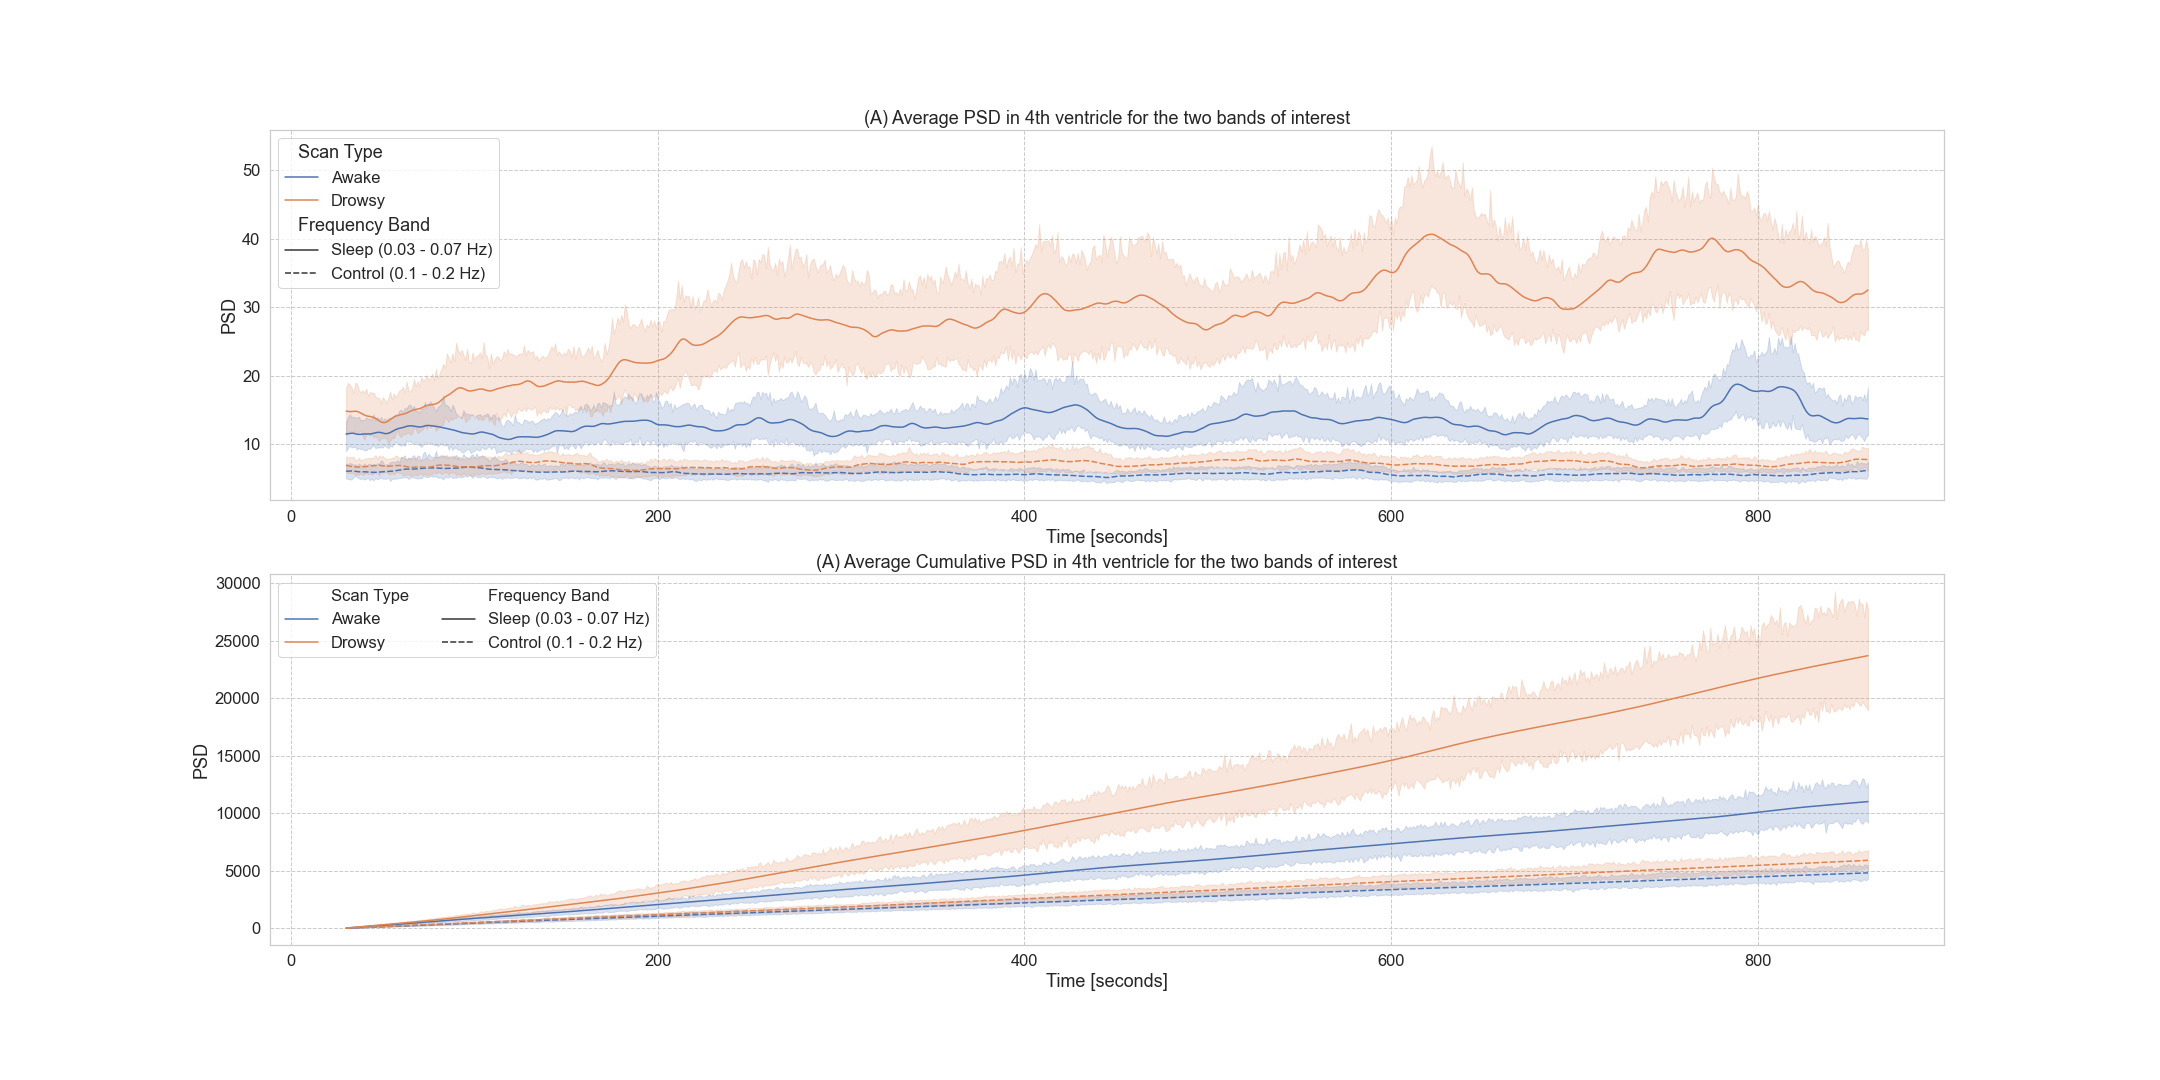 (A) Average PSD in 4th ventricle for the two bands of interest
Scan Type
Awake
Drowsy
Frequency Band
Sleep (0.03 - 0.07 Hz)
Control (0.1 - 0.2 Hz)
PSD
50
40
30
20
10
0 200 400 600 800
Time [seconds]
(A) Average Cumulative PSD in 4th ventricle for the two bands of interest
Scan Type Frequency Band
Awake Sleep (0.03 - 0.07 Hz)
Drowsy Control (0.1 - 0.2 Hz)
PSD
30000
25000
20000
15000
10000
5000
0
0 200 400 600 800
Time [seconds]